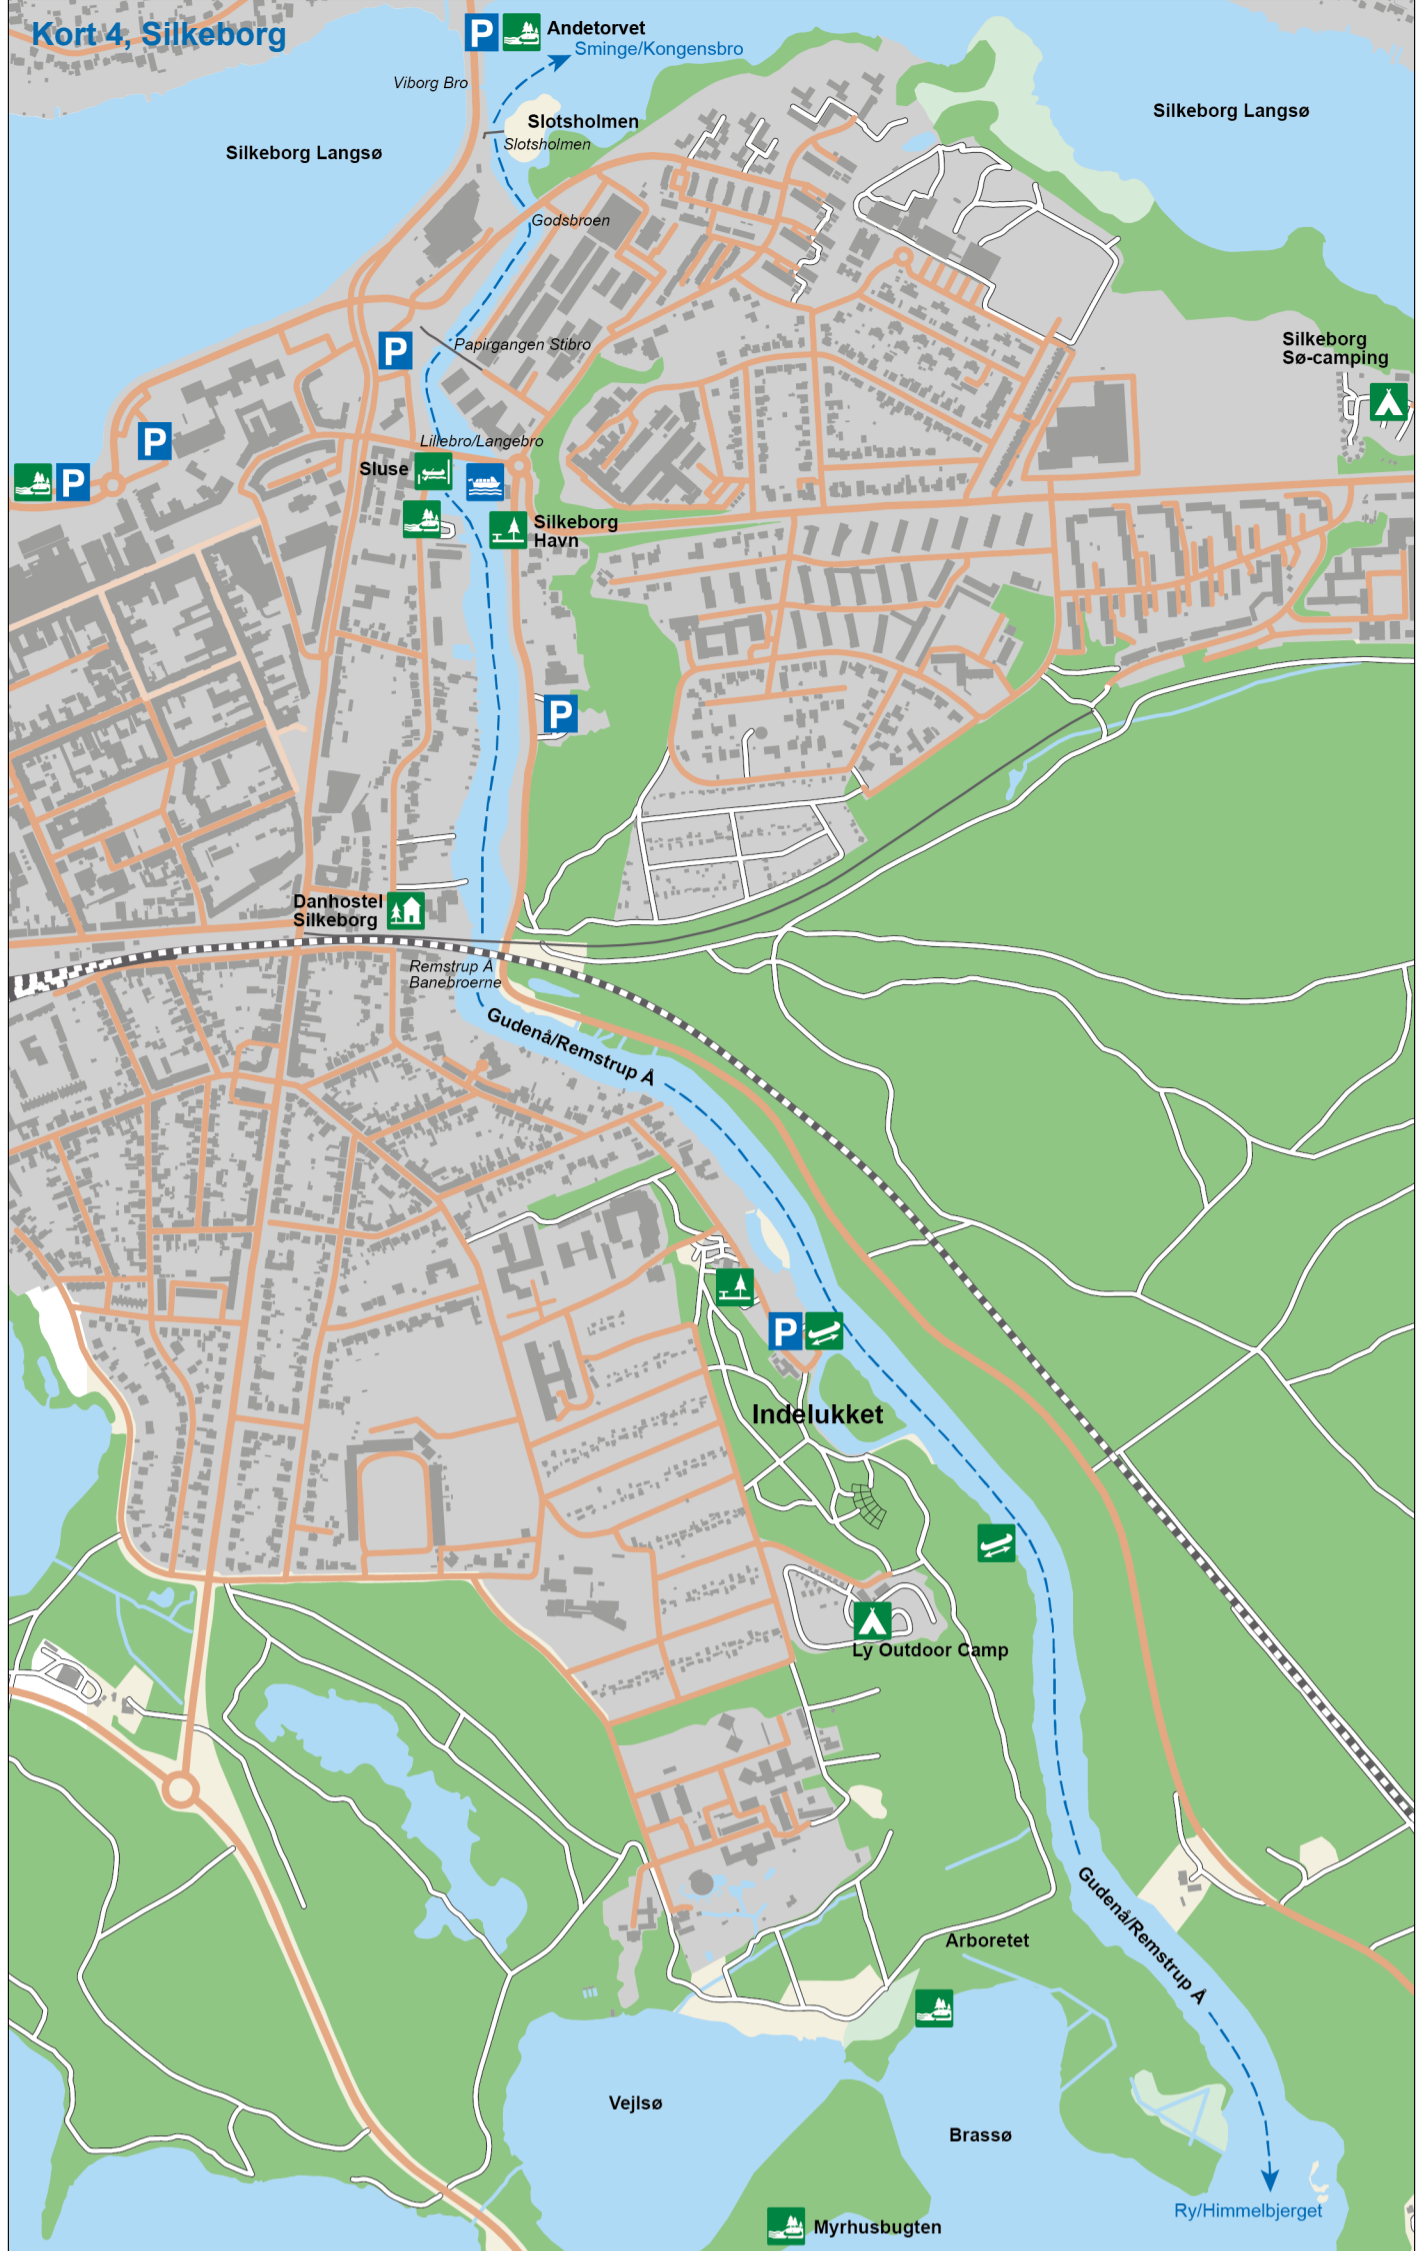 Kort 4, Silkeborg
P
Andetorvet
Sminge/Kongensbro
Viborg Bro
Slotsholmen
Slotsholmen
Silkeborg Langsø
Silkeborg Langsø
Godsbroen
Papirgangen Stibro
P
Silkeborg
Sø-camping
P
Lillebro/Langebro
Sluse
P
Silkeborg
Havn
P
Danhostel
Silkeborg
Remstrup Å
Banebroerne
Gudenå/Remstrup Å
P
Indelukket
Ly Outdoor Camp
Gudenå/Remstrup Å
Arboretet
Vejlsø
Brassø
Ry/Himmelbjerget
Myrhusbugten